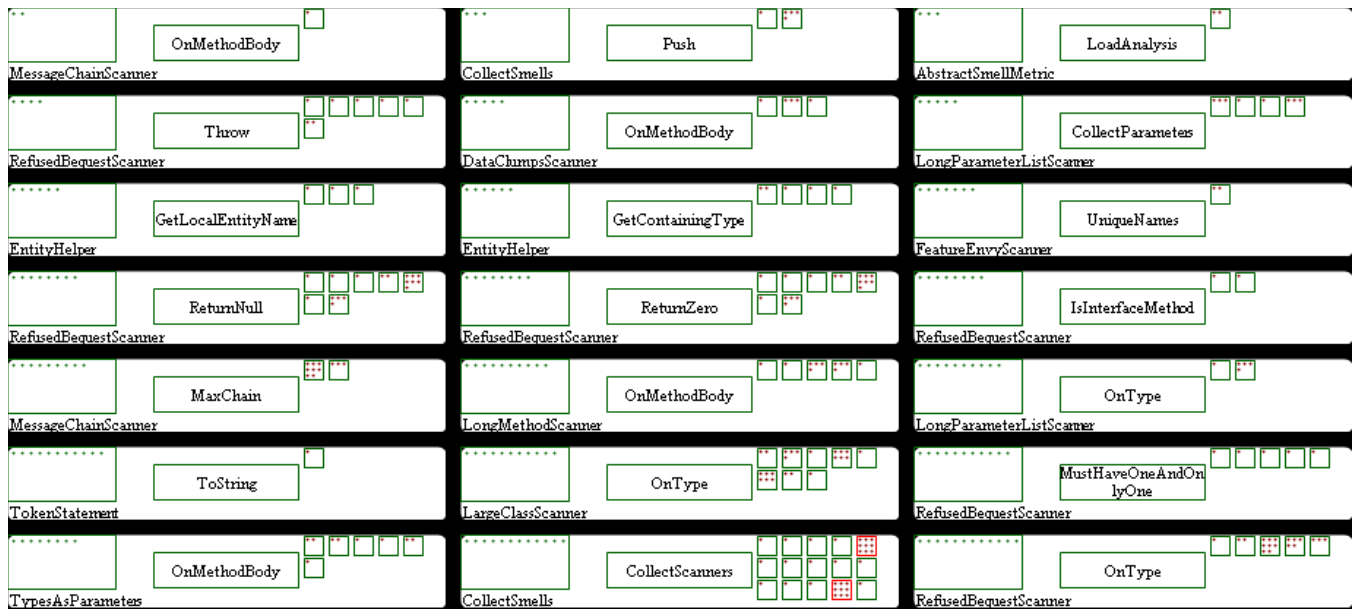 OnMethodBody
MessageChainScanner
Push
CollectSmells
LoadAnalysis
AbstractSmellMetric
Throw
RefusedBequestScanner
OnMethodBody
DataClumpsScanner
CollectParameters
LongParameterListScanner
GetLocalEntityName
EntityHelper
GetContainingType
EntityHelper
UniqueNames
FeatureEnvyScanner
ReturnNull
RefusedBequestScanner
ReturnZero
RefusedBequestScanner
IsInterfaceMethod
RefusedBequestScanner
MaxChain
MessageChainScanner
OnMethodBody
LongMethodScanner
OnType
LongParameterListScanner
ToString
TokenStatement
OnType
LargeClassScanner
MustHaveOneAndOn
lyOne
RefusedBequestScanner
OnMethodBody
TypesAsParameters
CollectScanners
CollectSmells
OnType
RefusedBequestScanner